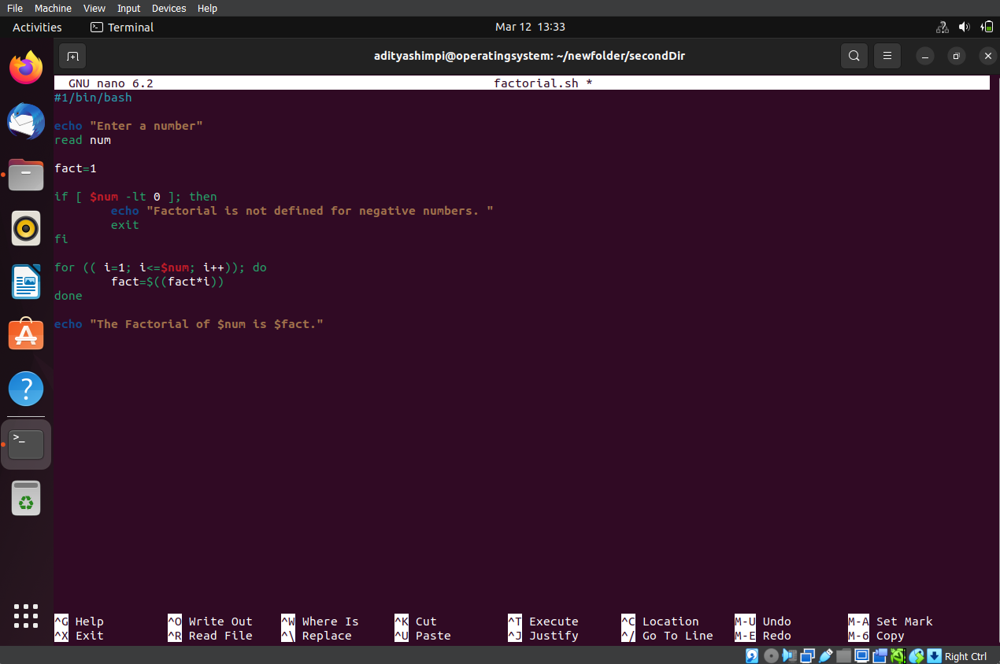 File Machine View Input Devices Help
Activities Terminal Mar 12 13:33
adityashimpi@operatingsystem: ~/newfolder/secondDir
GNU nano 6.2 factorial.sh *
#1/bin/bash
echo "Enter a number"
read num
fact=1
if [ $num -lt 0 ]; then
echo "Factorial is not defined for negative numbers. "
exit
fi
for (( i=1; i<=$num; i++)); do
fact=$((fact*i))
done
echo "The Factorial of $num is $fact."
^G Help ^O Write Out ^W Where Is ^K Cut ^T Execute ^C Location M-U Undo M-A Set Mark
^X Exit ^R Read File ^\ Replace ^U Paste ^J Justify ^/ Go To Line M-E Redo M-6 Copy
Right Ctrl